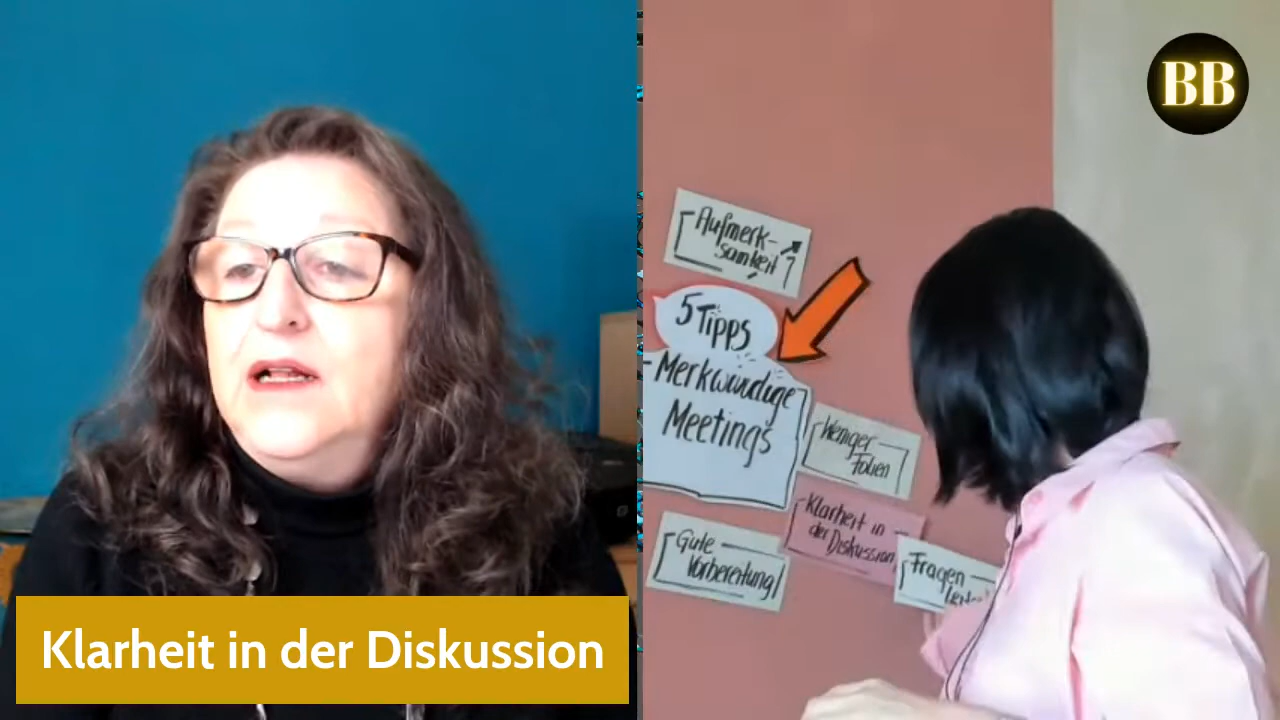 BB
Aufmerk-
samkeit
5 Tipps
Merkwürdige
Meetings
Weniger
Folien
Klarheit in
der Diskussion
Gute
Vorbereitung
Fragen
Klarheit in der Diskussion